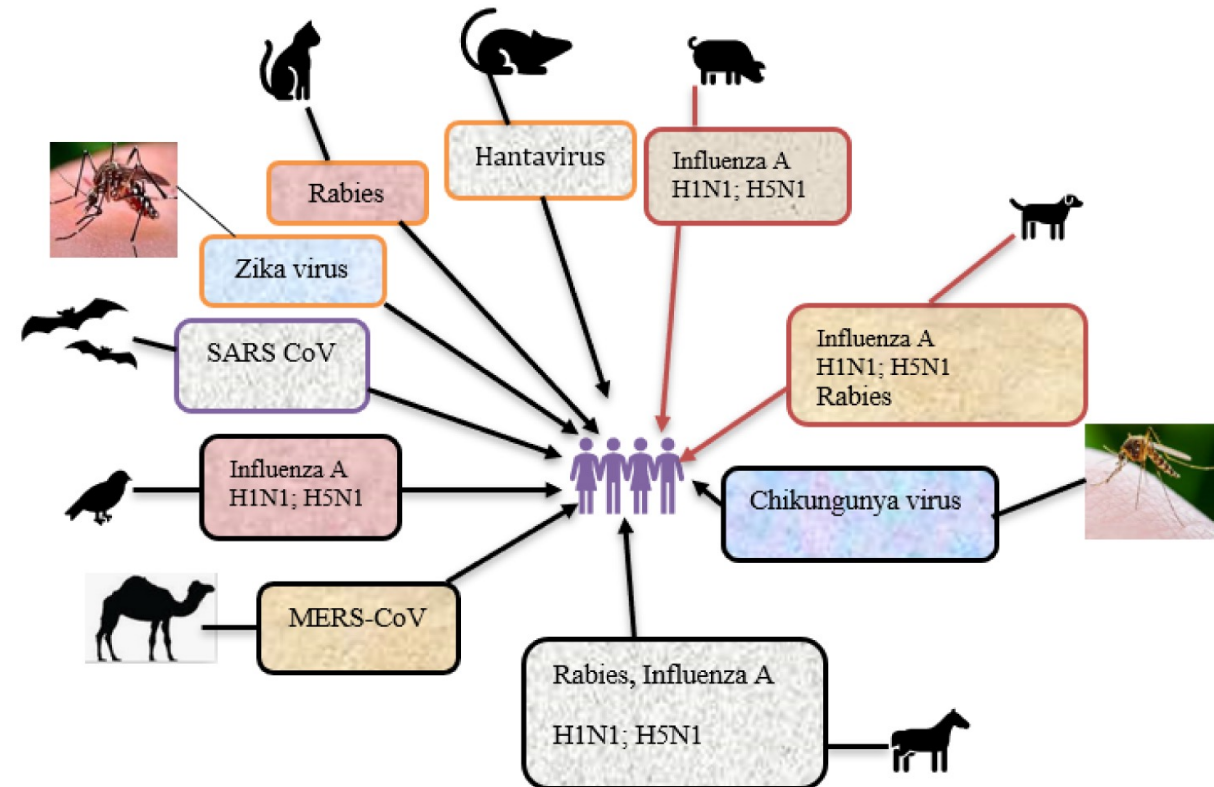 Hantavirus
Influenza A
H1N1; H5N1
Rabies
Zika virus
SARS CoV
Influenza A
H1N1; H5N1
Rabies
Influenza A
H1N1; H5N1
Chikungunya virus
MERS-CoV
Rabies, Influenza A
H1N1; H5N1